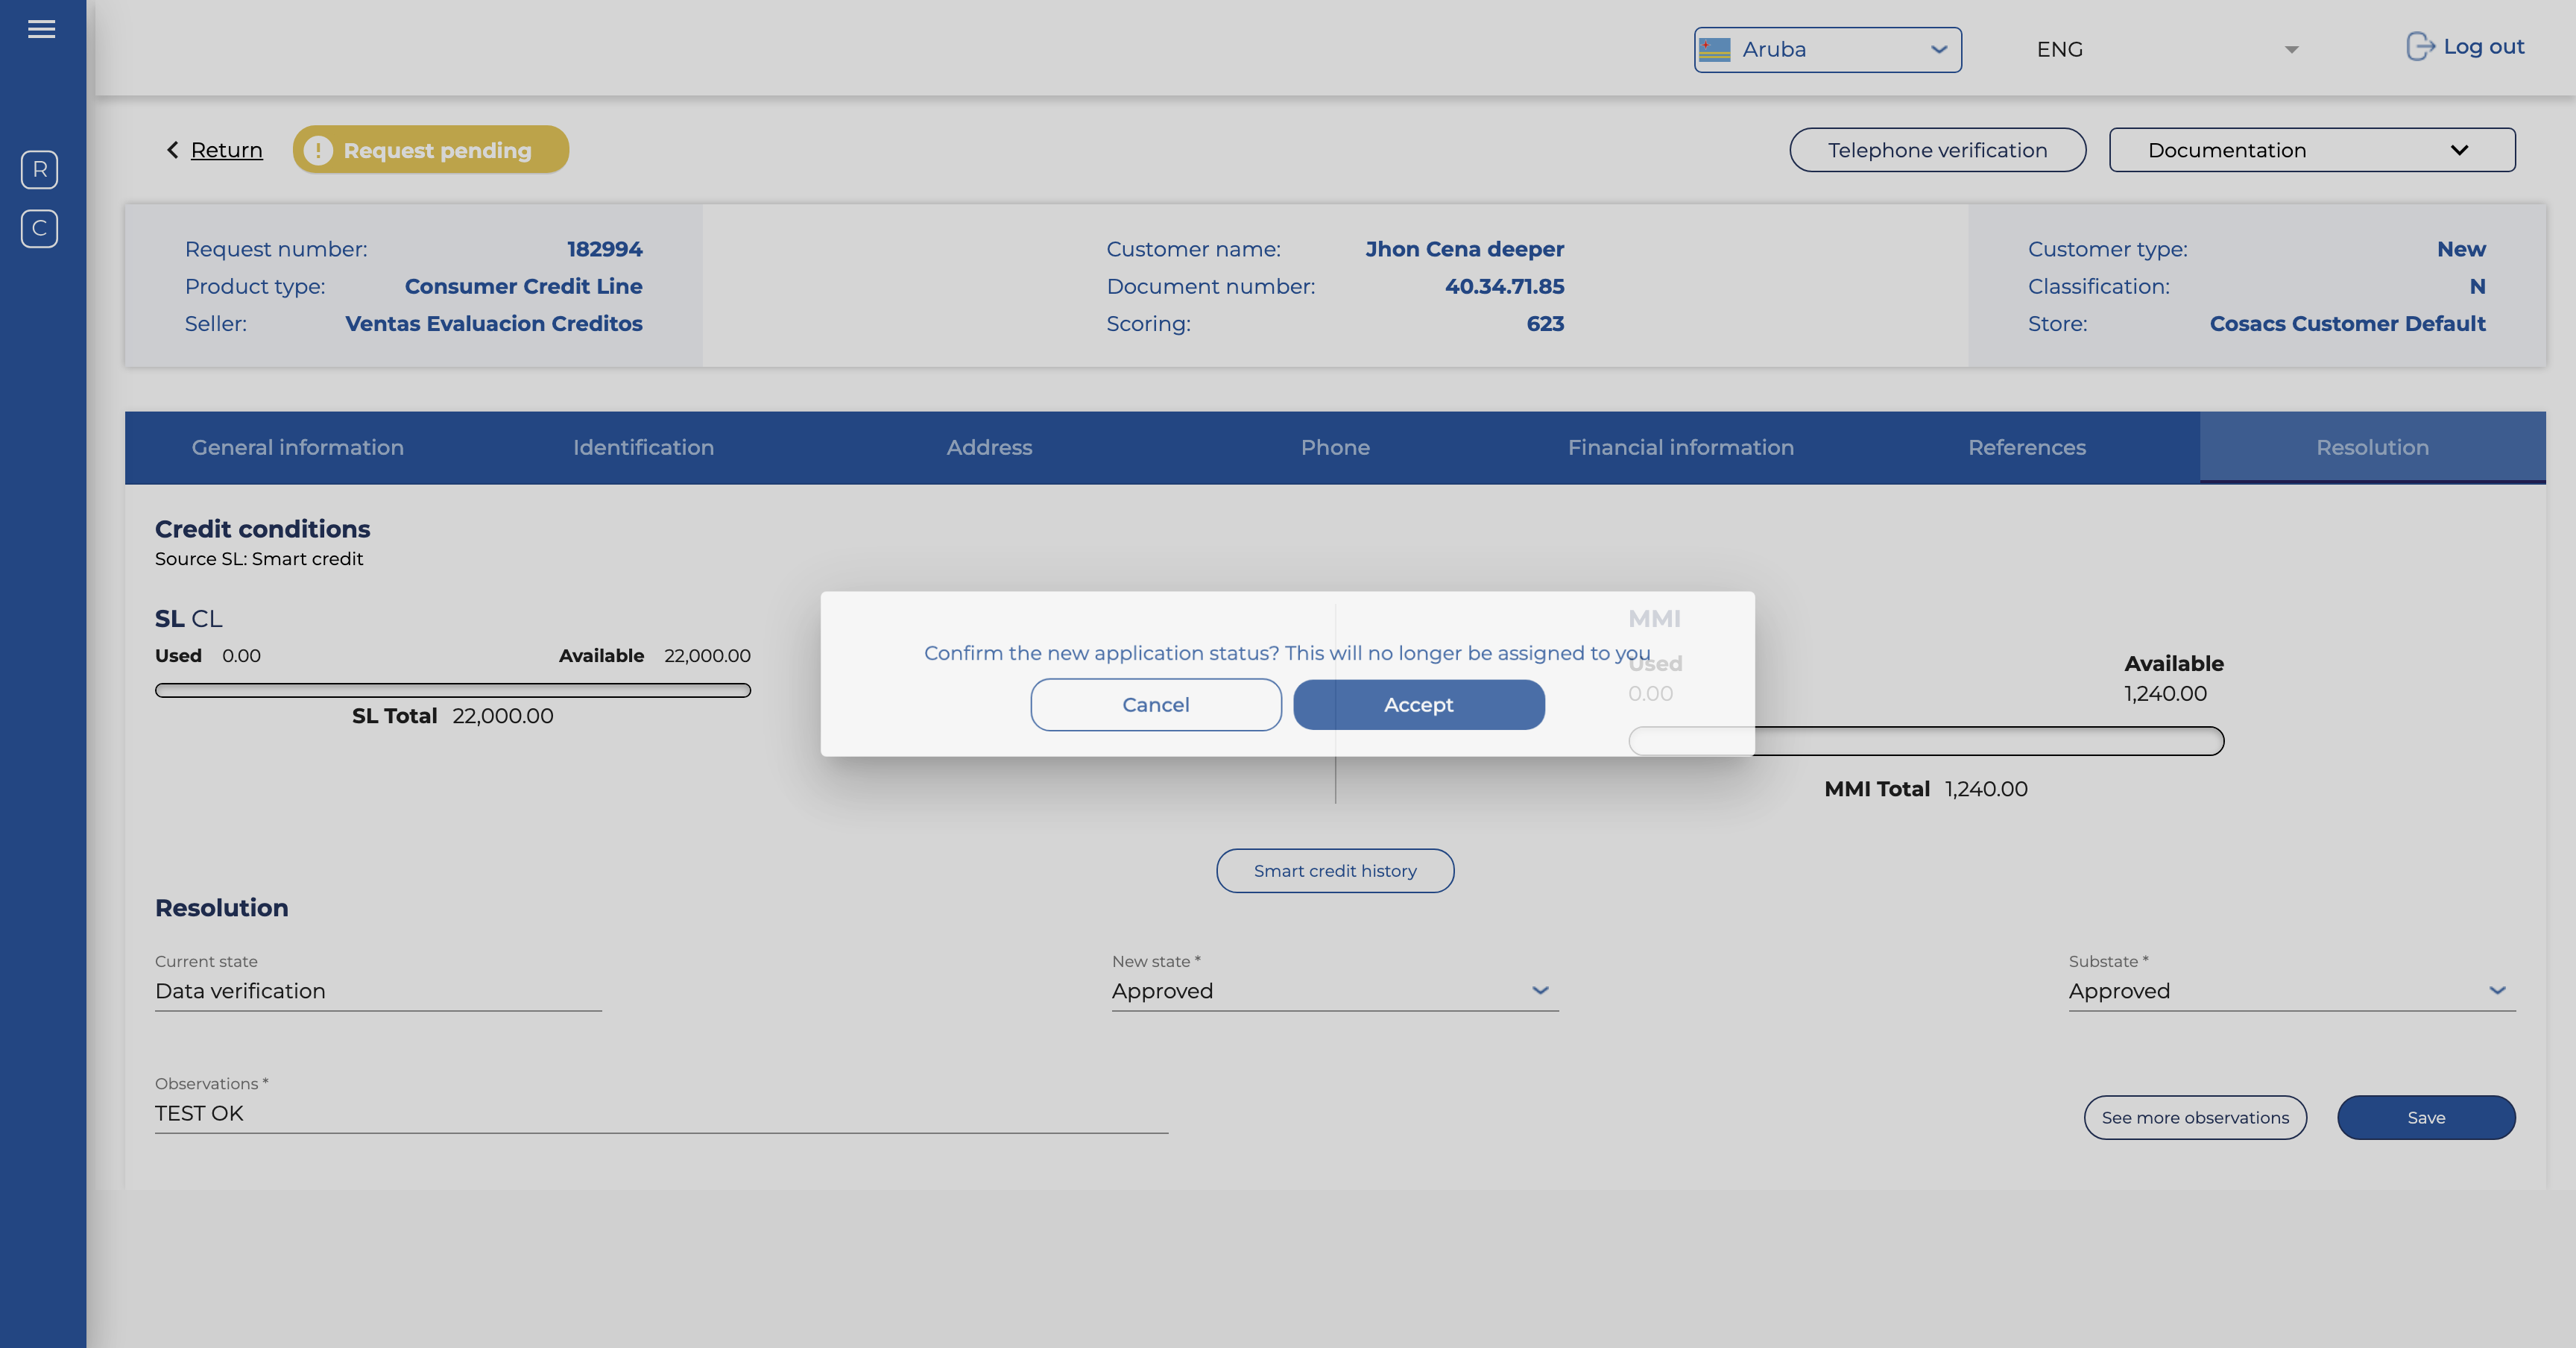 Aruba
ENG
Log out
R
C
Return
Request pending
Telephone verification
Documentation
Request number: 182994
Product type: Consumer Credit Line
Seller: Ventas Evaluacion Creditos
Customer name: Jhon Cena deeper
Document number: 40.34.71.85
Scoring: 623
Customer type: New
Classification: N
Store: Cosacs Customer Default
General information Identification Address Phone Financial information References Resolution
Credit conditions
Source SL: Smart credit
SL CL
Used 0.00 Available 22,000.00
SL Total 22,000.00
Confirm the new application status? This will no longer be assigned to you
Cancel
Accept
MMI
Used
0.00
Available
1,240.00
MMI Total 1,240.00
Smart credit history
Resolution
Current state
Data verification
New state *
Approved
Substate *
Approved
Observations *
TEST OK
See more observations
Save